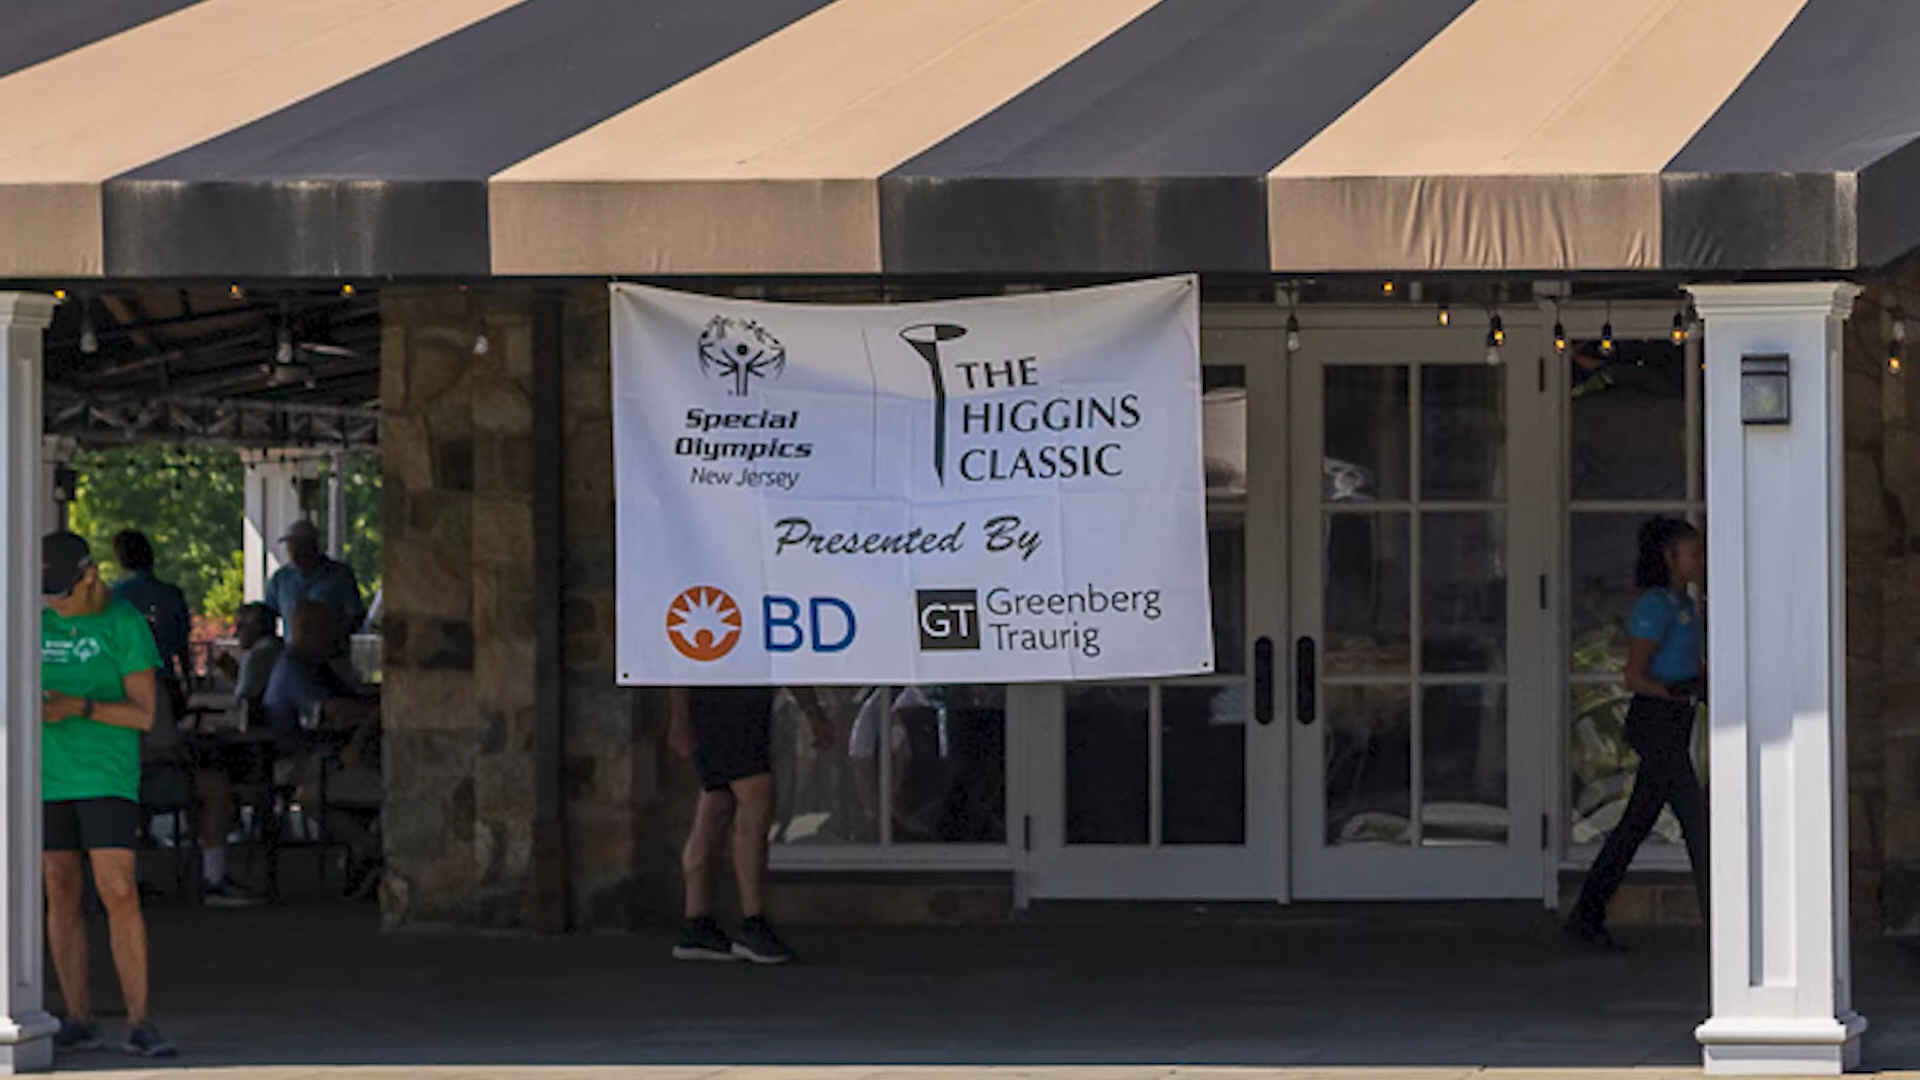 Special
Olympics
New Jersey
THE
HIGGINS
CLASSIC
Presented By
BD
GT
Greenberg
Traurig